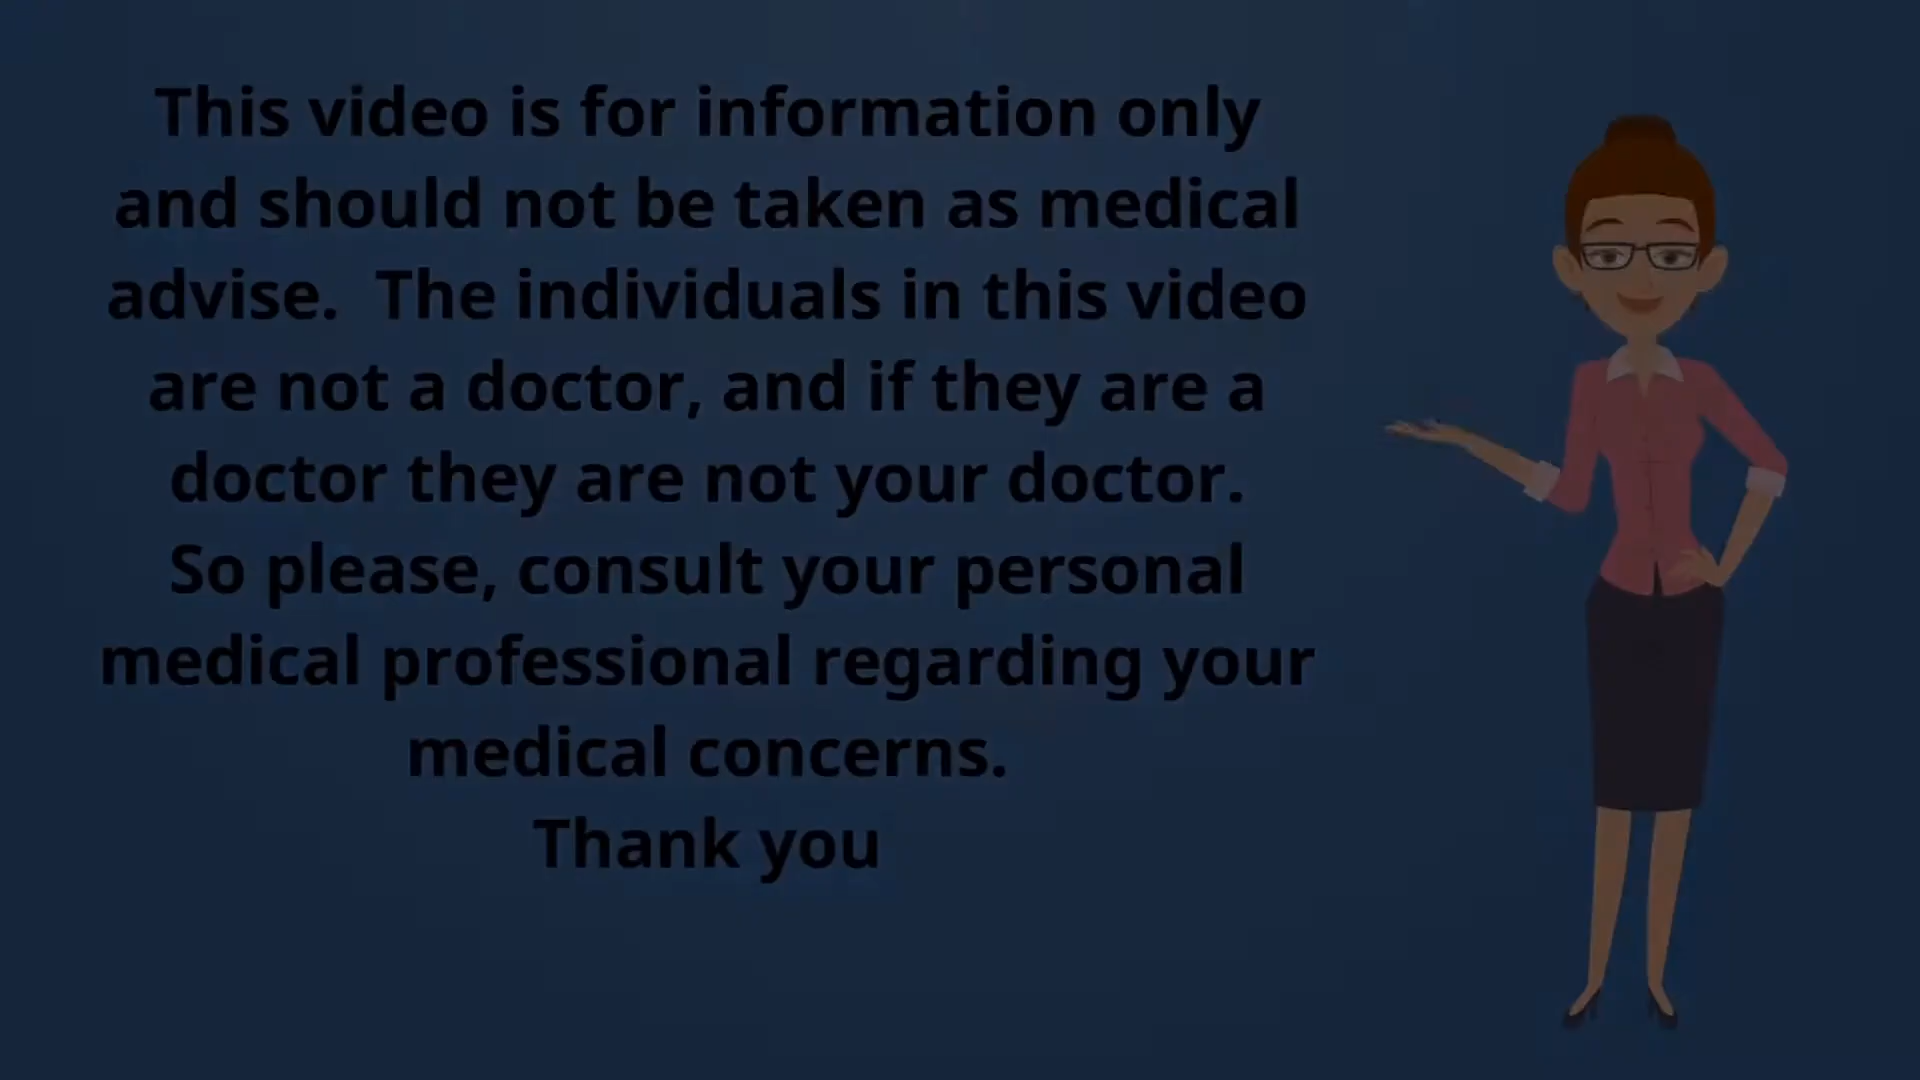 This video is for information only
and should not be taken as medical
advise.  The individuals in this video
are not a doctor, and if they are a
doctor they are not your doctor.
So please, consult your personal
medical professional regarding your
medical concerns.
Thank you